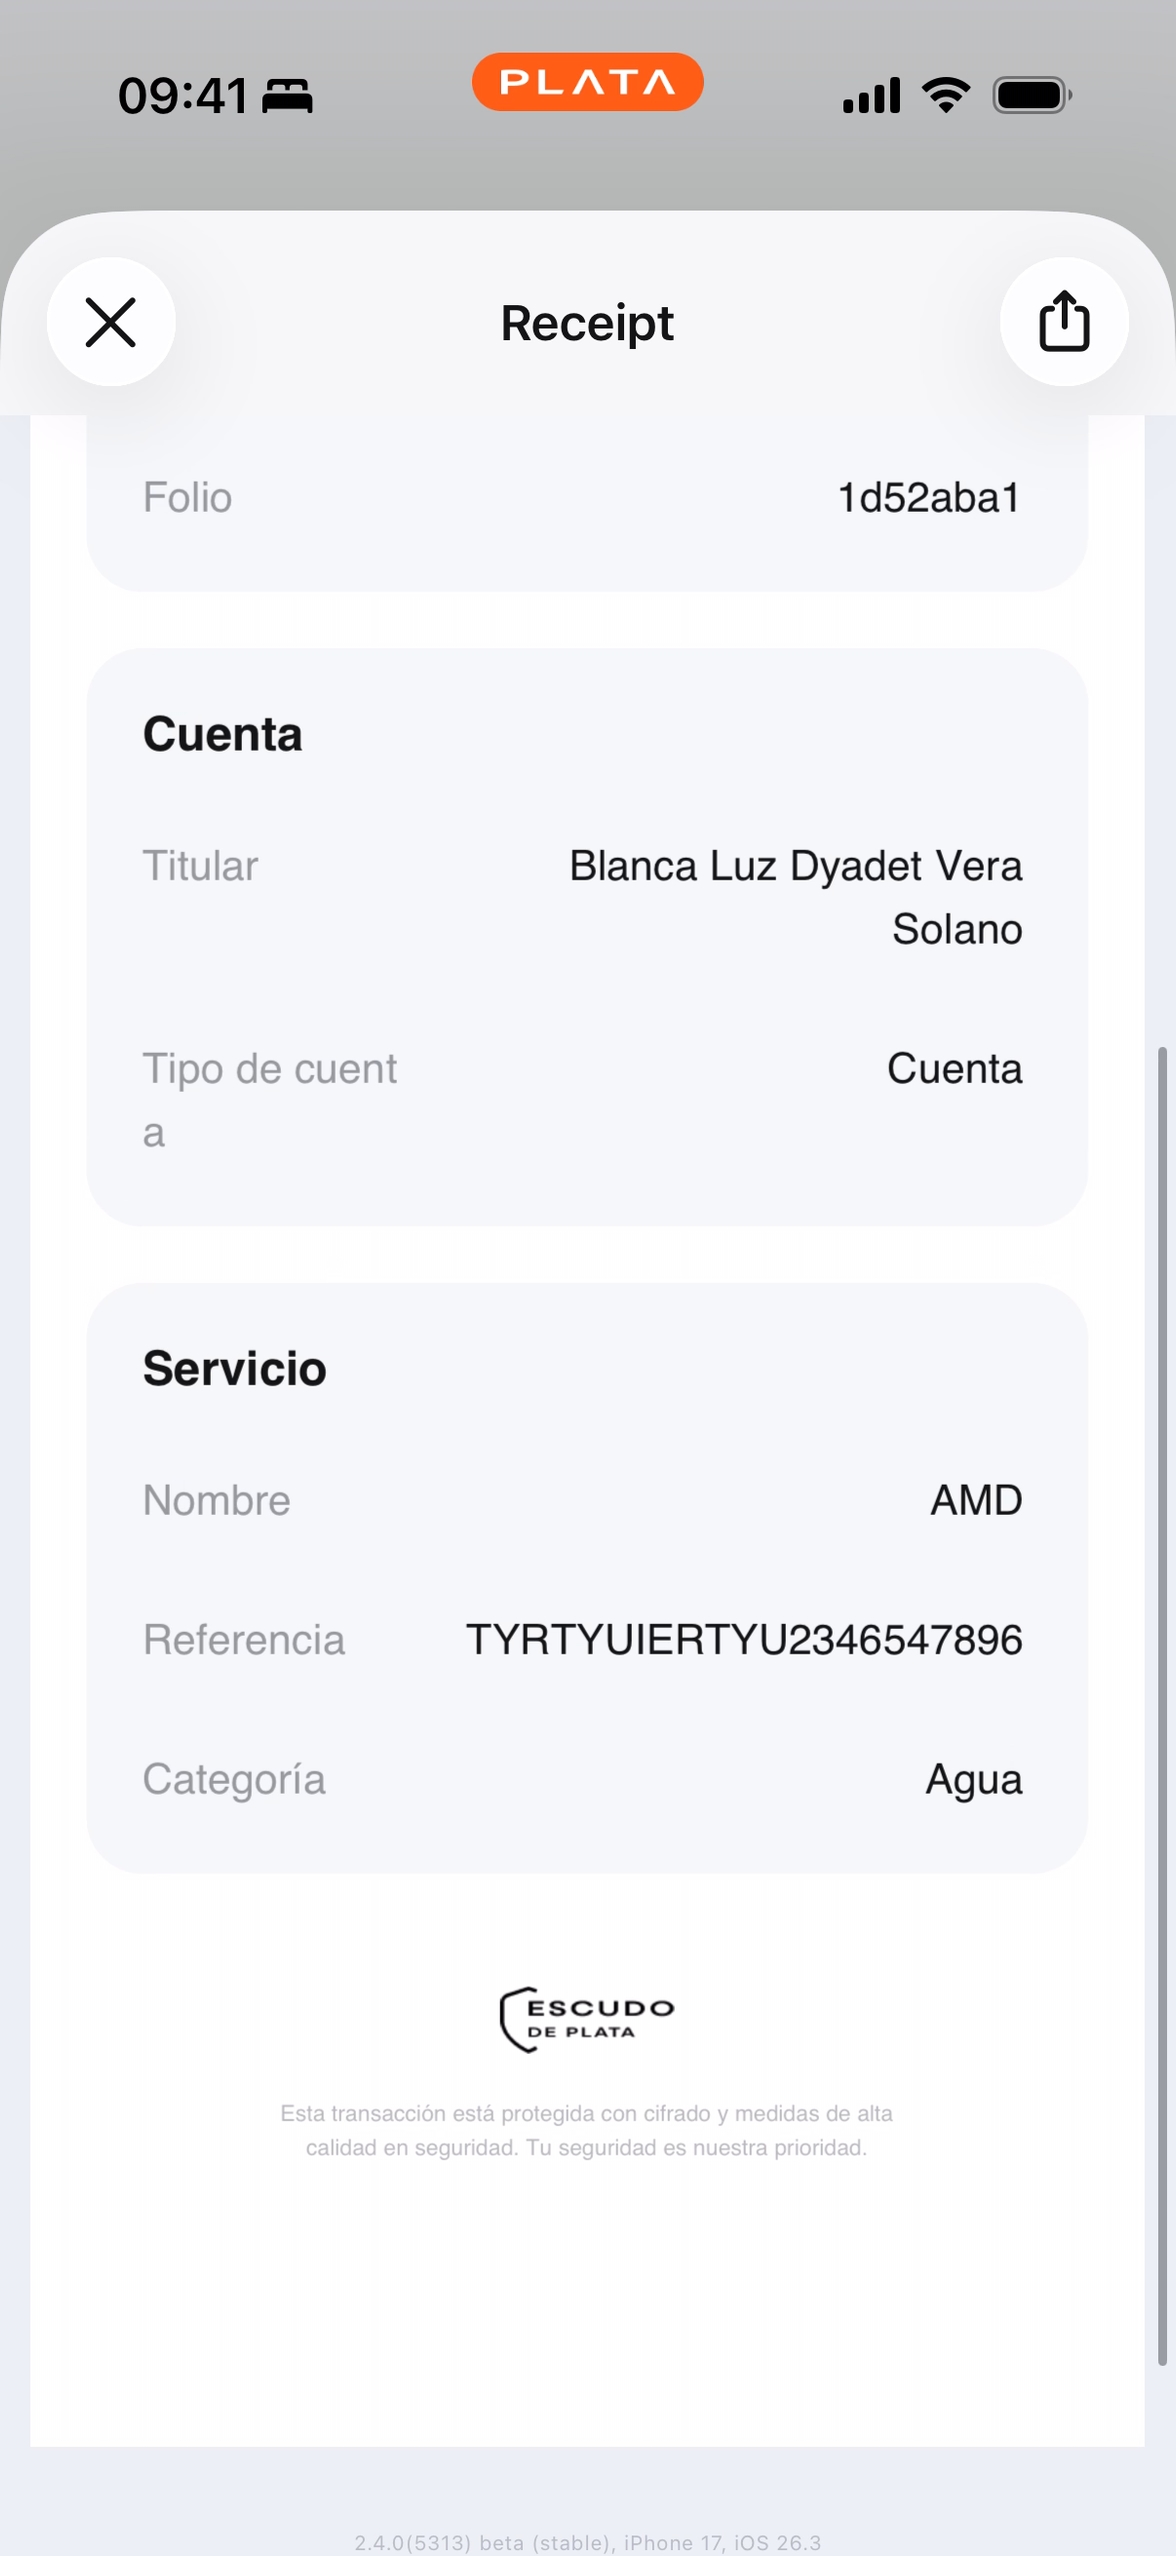 09:41
PLATA
Receipt
Folio 1d52aba1
Cuenta
Titular Blanca Luz Dyadet Vera
Solano
Tipo de cuent Cuenta
a
Servicio
Nombre AMD
Referencia TYRTYUIERTYU2346547896
Categoría Agua
ESCUDO
DE PLATA
Esta transacción está protegida con cifrado y medidas de alta
calidad en seguridad. Tu seguridad es nuestra prioridad.
2.4.0(5313) beta (stable), iPhone 17, iOS 26.3